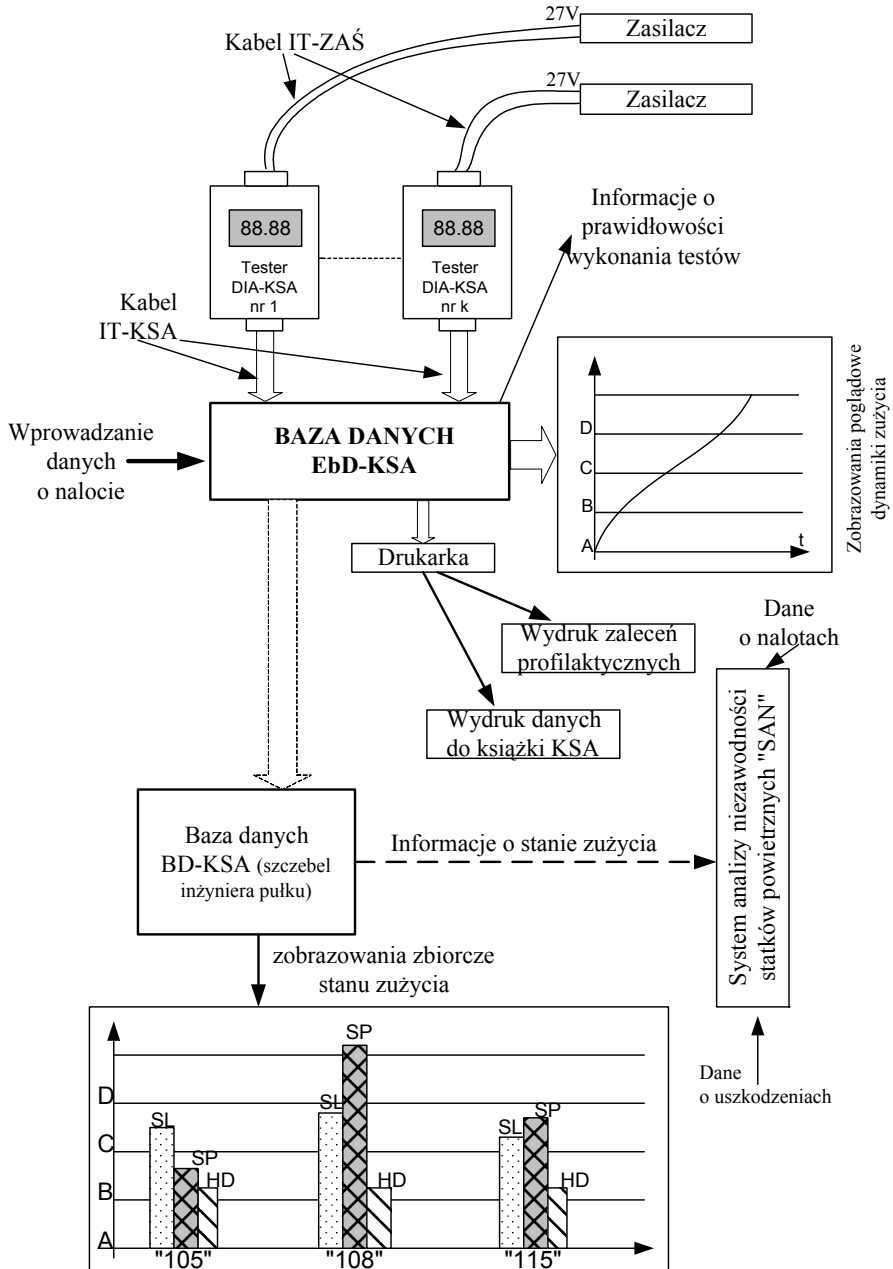 27V
Zasilacz
Kabel IT-ZAŚ
27V
Zasilacz
88.88
Tester
DIA-KSA
nr 1
88.88
Tester
DIA-KSA
nr k
Informacje o
prawidłowości
wykonania testów
Kabel
IT-KSA
Wprowadzanie
danych
o nalocie
BAZA DANYCH
EbD-KSA
D
C
B
A
t
Zobrazowania poglądowe
dynamiki zużycia
Drukarka
Wydruk zaleceń
profilaktycznych
Wydruk danych
do książki KSA
Dane
o nalotach
System analizy niezawodności
statków powietrznych "SAN"
Baza danych
BD-KSA (szczebel
inżyniera pułku)
Informacje o stanie zużycia
zobrazowania zbiorcze
stanu zużycia
Dane
o uszkodzeniach
D
C
B
A
SL
SP
HD
"105"
SL
SP
HD
"108"
SL
SP
HD
"115"